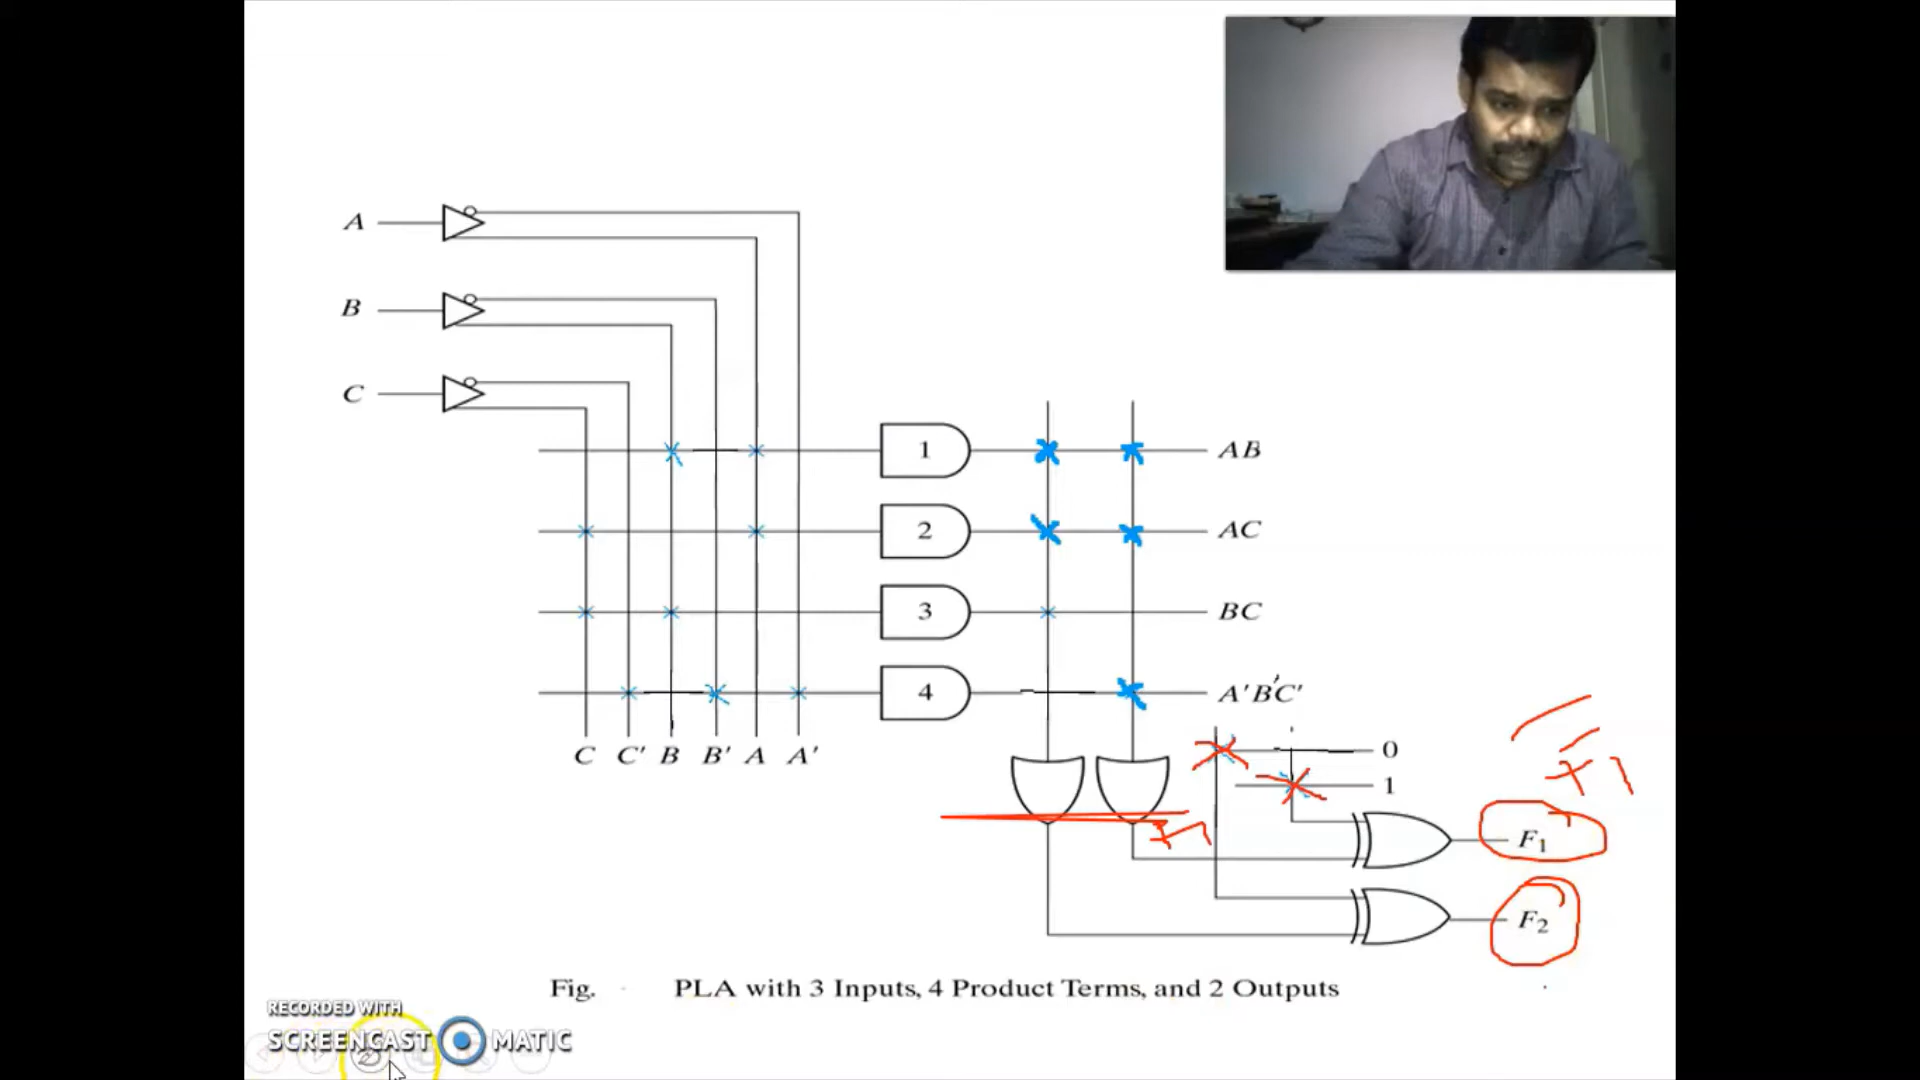 A
B
C
1 AB
2 AC
3 BC
4 A'B'C'
C C' B B' A A'
0
1
F1
F1
F2
Fig. PLA with 3 Inputs, 4 Product Terms, and 2 Outputs
RECORDED WITH
SCREENCAST MATIC